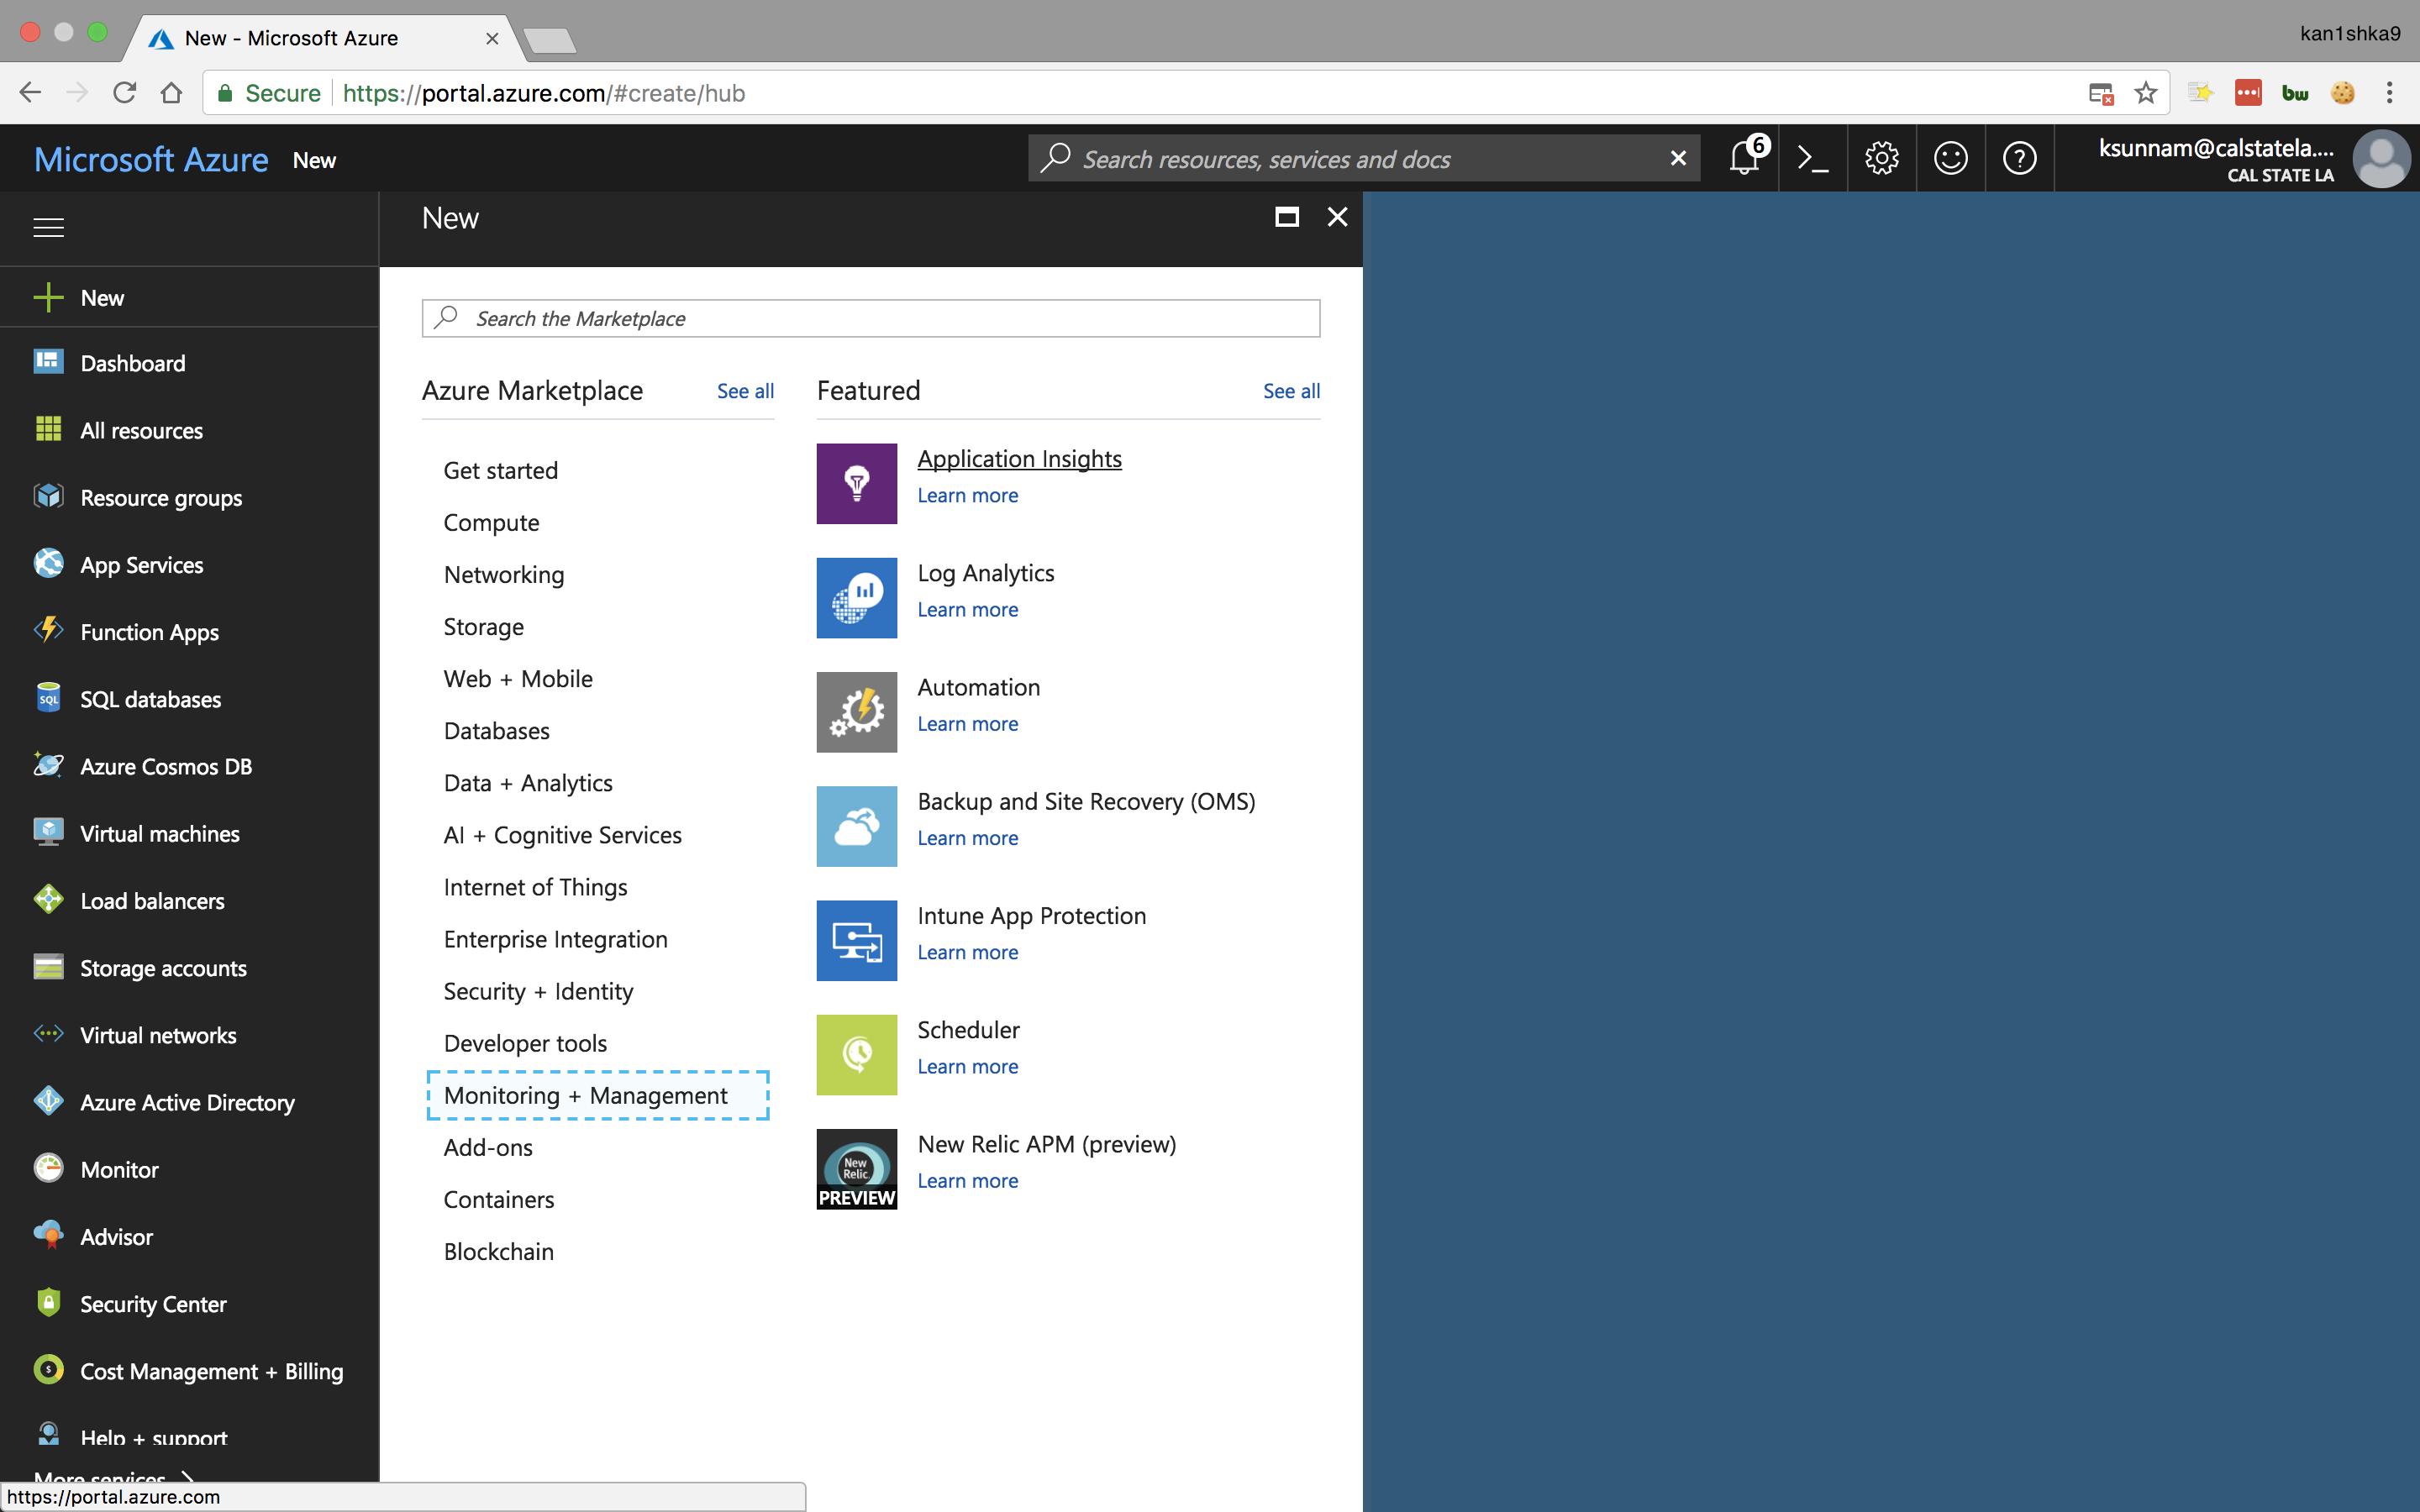 New - Microsoft Azure
kan1shka9
Secure https://portal.azure.com/#create/hub
bw
Microsoft Azure New
Search resources, services and docs
6
ksunnam@calstatela....
CAL STATE LA
New
New
Dashboard
All resources
Resource groups
App Services
Function Apps
SQL
SQL databases
Azure Cosmos DB
Virtual machines
Load balancers
Storage accounts
Virtual networks
Azure Active Directory
Monitor
Advisor
Security Center
Cost Management + Billing
Help + support
More services
https://portal.azure.com
Search the Marketplace
Azure Marketplace See all
Get started
Compute
Networking
Storage
Web + Mobile
Databases
Data + Analytics
AI + Cognitive Services
Internet of Things
Enterprise Integration
Security + Identity
Developer tools
Monitoring + Management
Add-ons
Containers
Blockchain
Featured See all
Application Insights
Learn more
Log Analytics
Learn more
Automation
Learn more
Backup and Site Recovery (OMS)
Learn more
Intune App Protection
Learn more
Scheduler
Learn more
New Relic APM (preview)
Learn more
New
Relic
PREVIEW